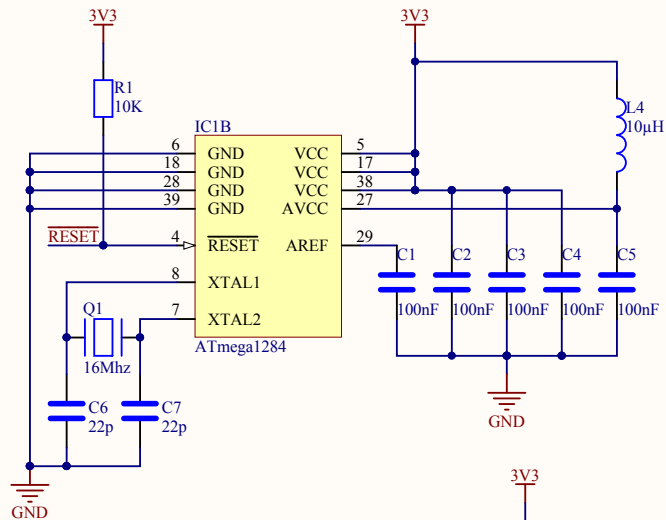 3V3
3V3
R1
10K
L4
10µH
IC1B
6
GND
VCC
5
18
GND
VCC
17
28
GND
VCC
38
39
GND
AVCC
27
RESET
4
RESET
AREF
29
C1
C2
C3
C4
C5
8
XTAL1
100nF
100nF
100nF
100nF
100nF
Q1
7
XTAL2
16Mhz
ATmega1284
C6
22p
C7
22p
GND
GND
3V3